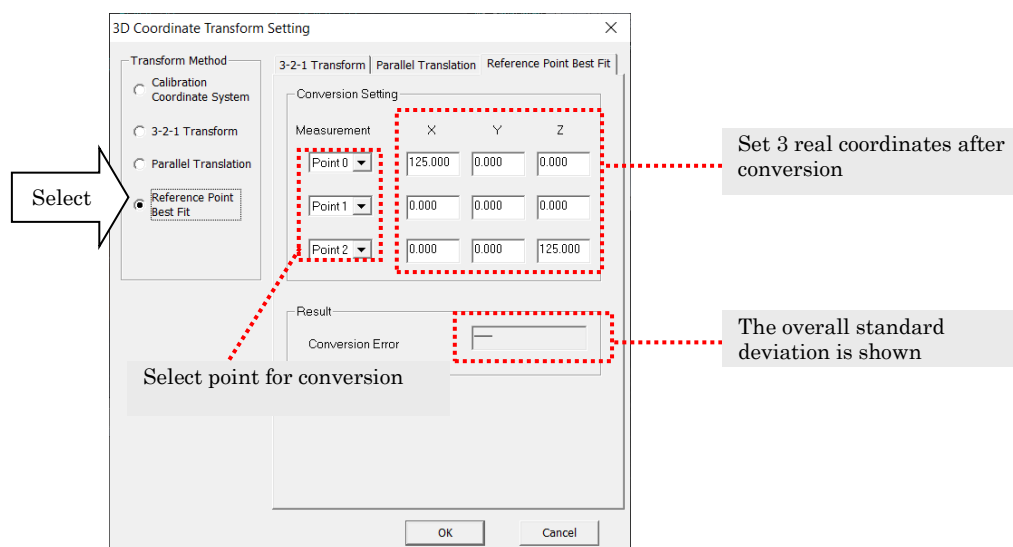 3D Coordinate Transform Setting
Transform Method
Calibration
Coordinate System
3-2-1 Transform
Parallel Translation
Reference Point
Best Fit
Select
3-2-1 Transform Parallel Translation Reference Point Best Fit
Conversion Setting
Measurement X Y Z
Point 0 125.000 0.000 0.000
Point 1 0.000 0.000 0.000
Point 2 0.000 0.000 125.000
Set 3 real coordinates after
conversion
Result
Conversion Error ----
The overall standard
deviation is shown
Select point for conversion
OK Cancel